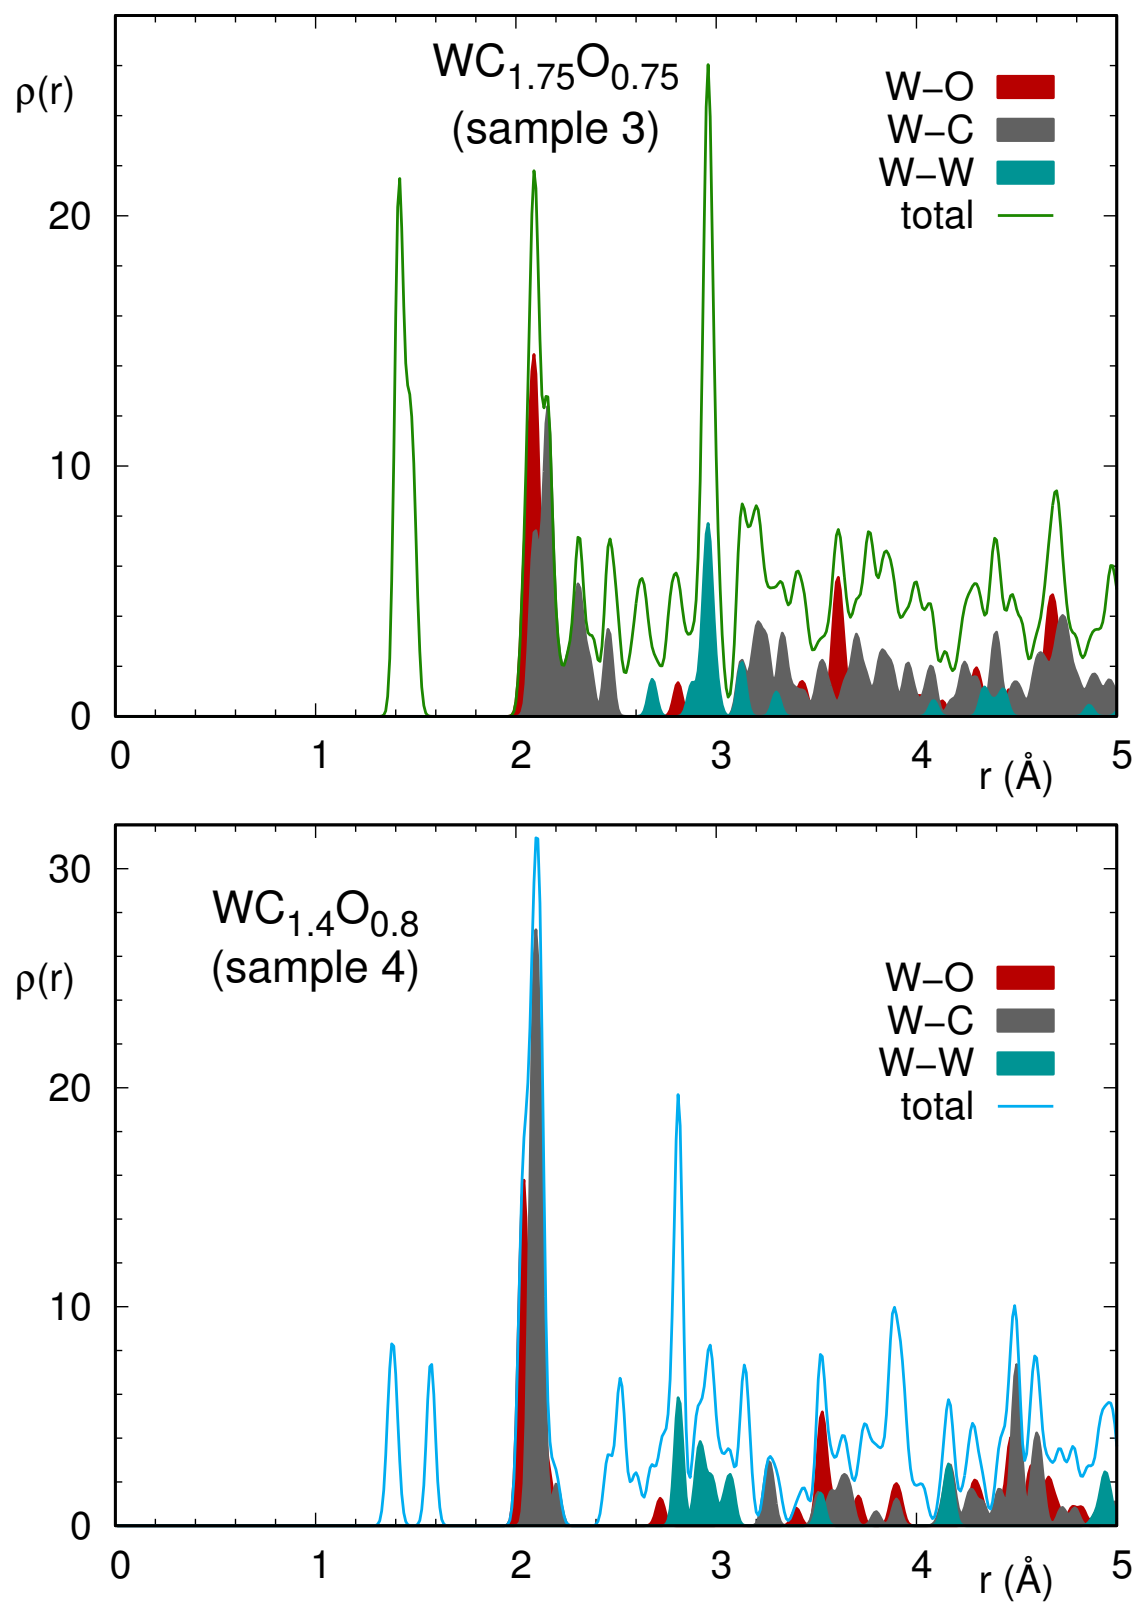 WC1.75O0.75
(sample 3)
ρ(r)
W–O
W–C
W–W
total
20
10
0
0 1 2 3 4 5
r (Å)
WC1.4O0.8
(sample 4)
ρ(r)
W–O
W–C
W–W
total
30
20
10
0
0 1 2 3 4 5
r (Å)